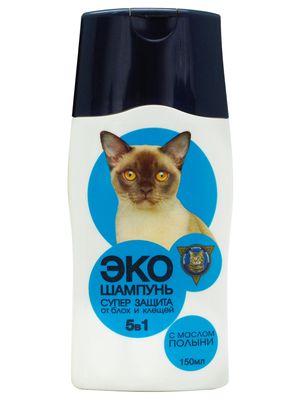 ЭКО
ШАМПУНЬ
СУПЕР ЗАЩИТА
от БЛОХ И КЛЕЩЕЙ
5в1
С МАСЛОМ
ПОЛЫНИ
150мл